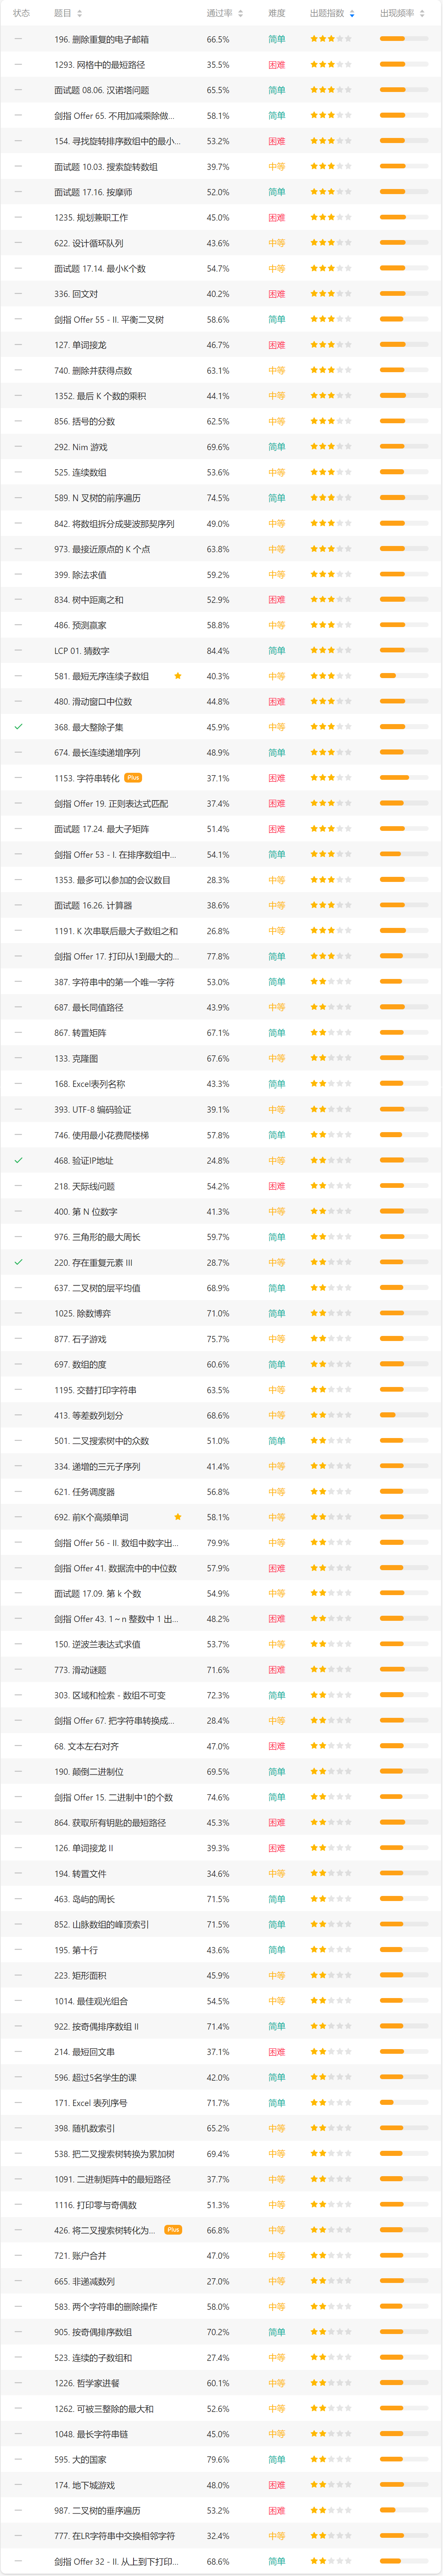 状态 题目 通过率 难度 出题指数 出现频率
196. 删除重复的电子邮箱 66.5% 简单
1293. 网格中的最短路径 35.5% 困难
面试题 08.06. 汉诺塔问题 65.5% 简单
剑指 Offer 65. 不用加减乘除做... 58.1% 简单
154. 寻找旋转排序数组中的最小... 53.2% 困难
面试题 10.03. 搜索旋转数组 39.7% 中等
面试题 17.16. 按摩师 52.0% 简单
1235. 规划兼职工作 45.0% 困难
622. 设计循环队列 43.6% 中等
面试题 17.14. 最小K个数 54.7% 中等
336. 回文对 40.2% 困难
剑指 Offer 55 - II. 平衡二叉树 58.6% 简单
127. 单词接龙 46.7% 困难
740. 删除并获得点数 63.1% 中等
1352. 最后 K 个数的乘积 44.1% 中等
856. 括号的分数 62.5% 中等
292. Nim 游戏 69.6% 简单
525. 连续数组 53.6% 中等
589. N 叉树的前序遍历 74.5% 简单
842. 将数组拆分成斐波那契序列 49.0% 中等
973. 最接近原点的 K 个点 63.8% 中等
399. 除法求值 59.2% 中等
834. 树中距离之和 52.9% 困难
486. 预测赢家 58.8% 中等
LCP 01. 猜数字 84.4% 简单
581. 最短无序连续子数组 40.3% 中等
480. 滑动窗口中位数 44.8% 困难
368. 最大整除子集 45.9% 中等
674. 最长连续递增序列 48.9% 简单
1153. 字符串转化 Plus 37.1% 困难
剑指 Offer 19. 正则表达式匹配 37.4% 困难
面试题 17.24. 最大子矩阵 51.4% 困难
剑指 Offer 53 - I. 在排序数组中... 54.1% 简单
1353. 最多可以参加的会议数目 28.3% 中等
面试题 16.26. 计算器 38.6% 中等
1191. K 次串联后最大子数组之和 26.8% 中等
剑指 Offer 17. 打印从1到最大的... 77.8% 简单
387. 字符串中的第一个唯一字符 53.0% 简单
687. 最长同值路径 43.9% 中等
867. 转置矩阵 67.1% 简单
133. 克隆图 67.6% 中等
168. Excel表列名称 43.3% 简单
393. UTF-8 编码验证 39.1% 中等
746. 使用最小花费爬楼梯 57.8% 简单
468. 验证IP地址 24.8% 中等
218. 天际线问题 54.2% 困难
400. 第 N 位数字 41.3% 中等
976. 三角形的最大周长 59.7% 简单
220. 存在重复元素 III 28.7% 中等
637. 二叉树的层平均值 68.9% 简单
1025. 除数博弈 71.0% 简单
877. 石子游戏 75.7% 中等
697. 数组的度 60.6% 简单
1195. 交替打印字符串 63.5% 中等
413. 等差数列划分 68.6% 中等
501. 二叉搜索树中的众数 51.0% 简单
334. 递增的三元子序列 41.4% 中等
621. 任务调度器 56.8% 中等
692. 前K个高频单词 58.1% 中等
剑指 Offer 56 - II. 数组中数字出... 79.9% 中等
剑指 Offer 41. 数据流中的中位数 57.9% 困难
面试题 17.09. 第 k 个数 54.9% 中等
剑指 Offer 43. 1～n 整数中 1 出... 48.2% 困难
150. 逆波兰表达式求值 53.7% 中等
773. 滑动谜题 71.6% 困难
303. 区域和检索 - 数组不可变 72.3% 简单
剑指 Offer 67. 把字符串转换成... 28.4% 中等
68. 文本左右对齐 47.0% 困难
190. 颠倒二进制位 69.5% 简单
剑指 Offer 15. 二进制中1的个数 74.6% 简单
864. 获取所有钥匙的最短路径 45.3% 困难
126. 单词接龙 II 39.3% 困难
194. 转置文件 34.6% 中等
463. 岛屿的周长 71.5% 简单
852. 山脉数组的峰顶索引 71.5% 简单
195. 第十行 43.6% 简单
223. 矩形面积 45.9% 中等
1014. 最佳观光组合 54.5% 中等
922. 按奇偶排序数组 II 71.4% 简单
214. 最短回文串 37.1% 困难
596. 超过5名学生的课 42.0% 简单
171. Excel 表列序号 71.7% 简单
398. 随机数索引 65.2% 中等
538. 把二叉搜索树转换为累加树 69.4% 中等
1091. 二进制矩阵中的最短路径 37.7% 中等
1116. 打印零与奇偶数 51.3% 中等
426. 将二叉搜索树转化为... Plus 66.8% 中等
721. 账户合并 47.0% 中等
665. 非递减数列 27.0% 中等
583. 两个字符串的删除操作 58.0% 中等
905. 按奇偶排序数组 70.2% 简单
523. 连续的子数组和 27.4% 中等
1226. 哲学家进餐 60.1% 中等
1262. 可被三整除的最大和 52.6% 中等
1048. 最长字符串链 45.0% 中等
595. 大的国家 79.6% 简单
174. 地下城游戏 48.0% 困难
987. 二叉树的垂序遍历 53.2% 困难
777. 在LR字符串中交换相邻字符 32.4% 中等
剑指 Offer 32 - II. 从上到下打印... 68.6% 简单